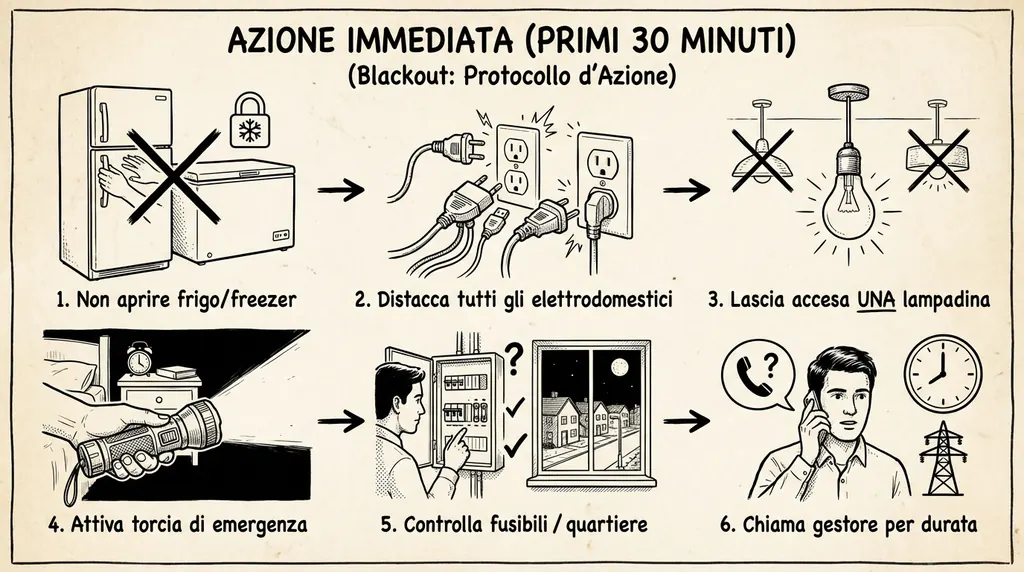 AZIONE IMMEDIATA (PRIMI 30 MINUTI)
(Blackout: Protocollo d'Azione)
1. Non aprire frigo/freezer
2. Distacca tutti gli elettrodomestici
3. Lascia accesa UNA lampadina
?
?
4. Attiva torcia di emergenza
5. Controlla fusibili / quartiere
6. Chiama gestore per durata